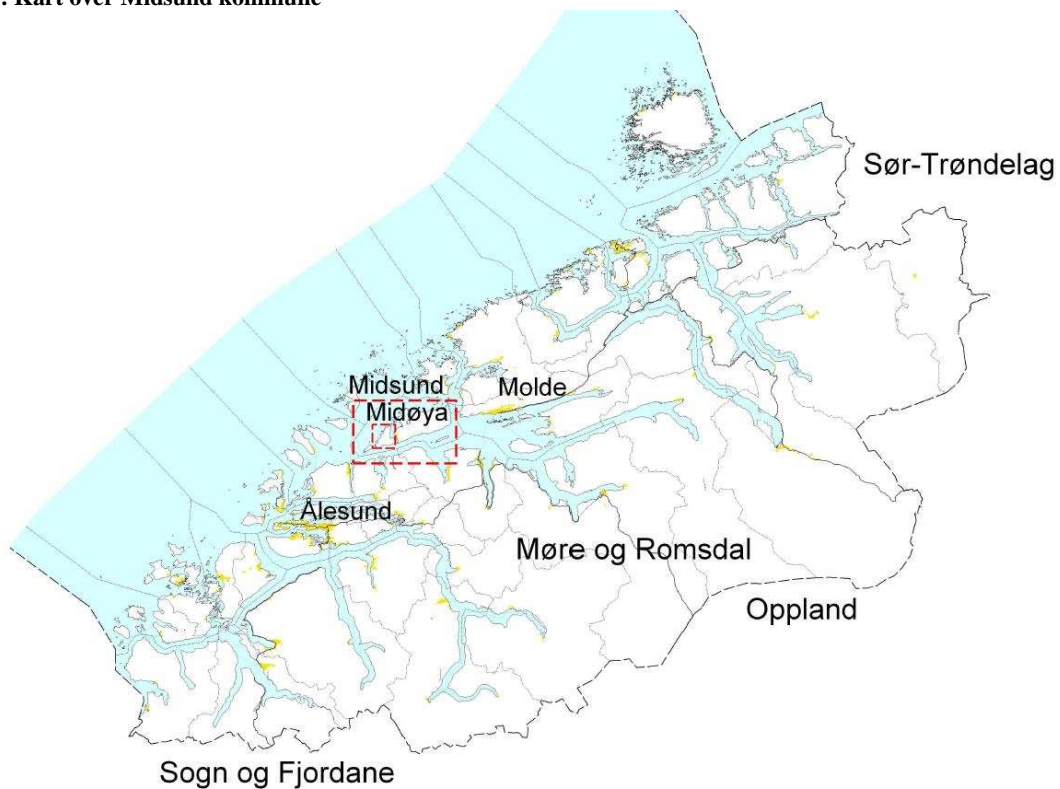 : Kart over Midsund kommune
Sør-Trøndelag
Midsund
Molde
Midøya
Ålesund
Møre og Romsdal
Oppland
Sogn og Fjordane